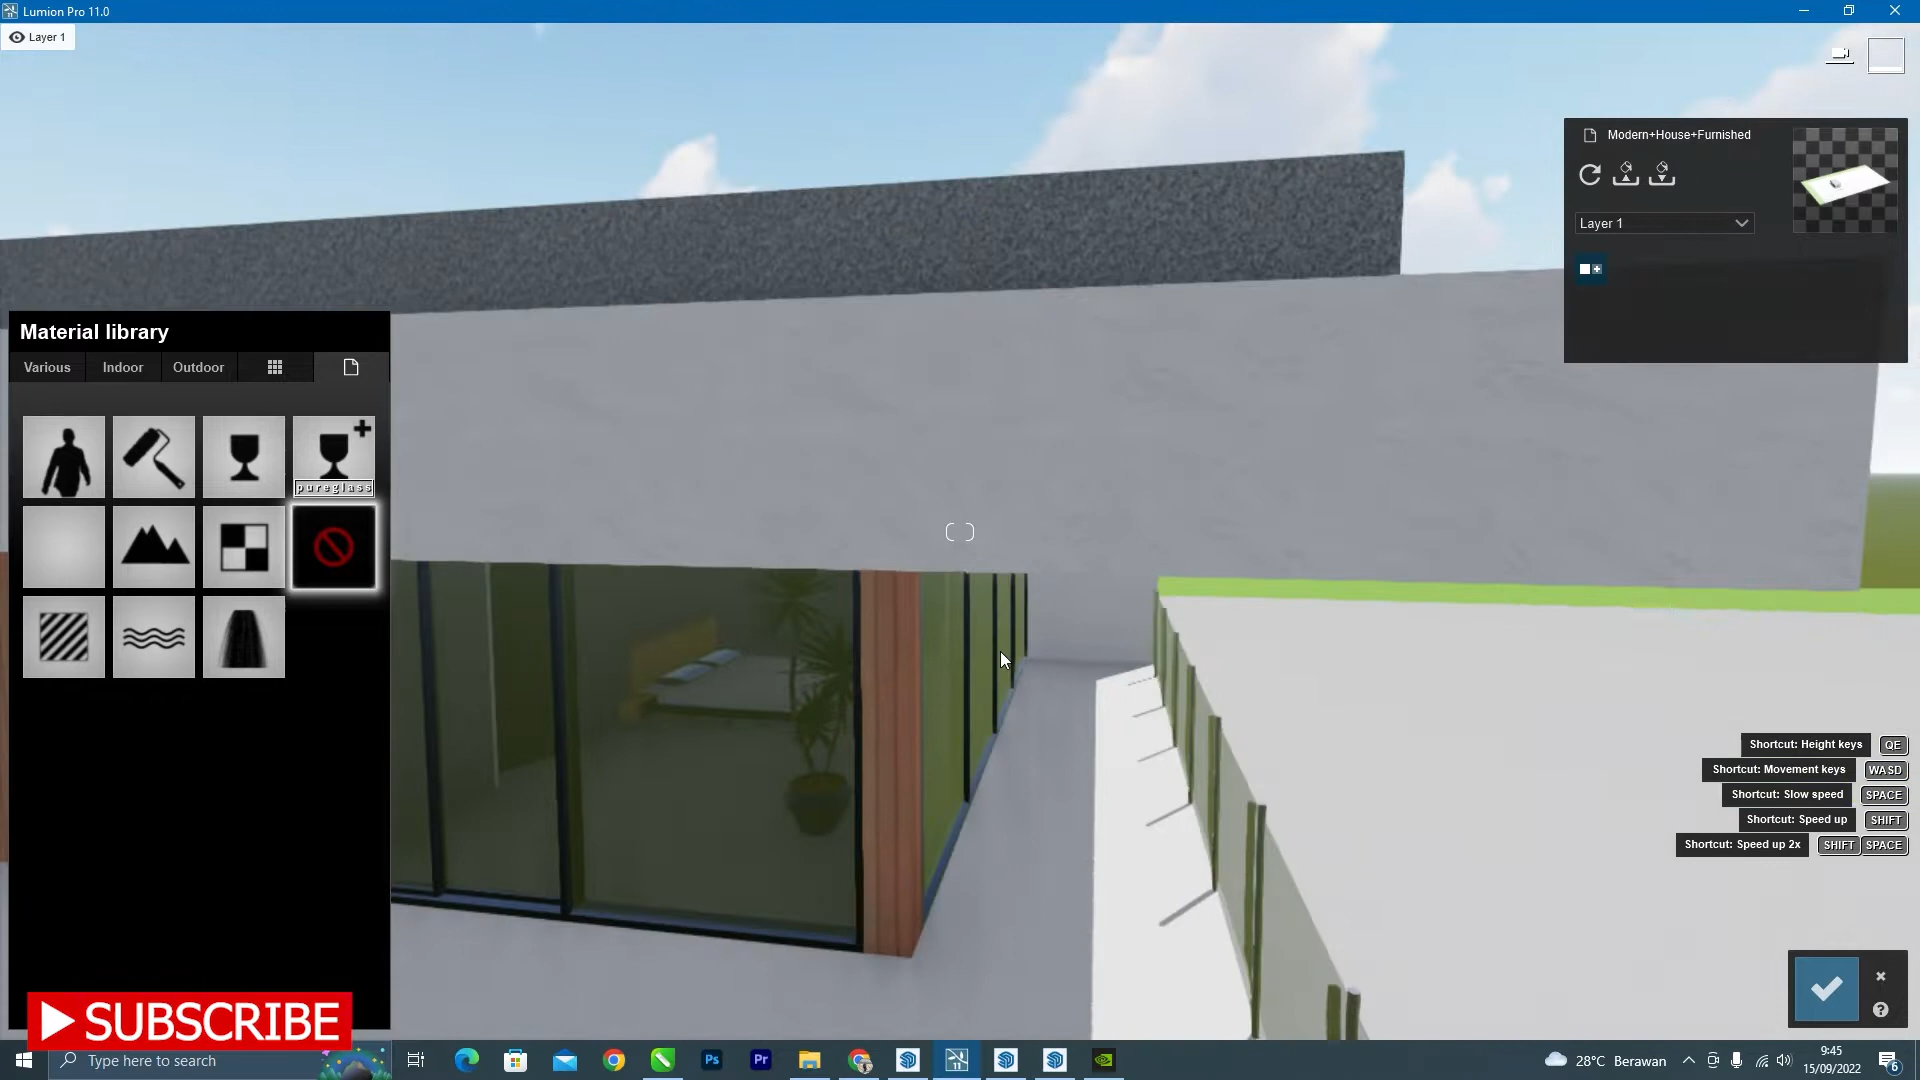 Lumion Pro 11.0
Layer 1
Modern+House+Furnished
Layer 1
Material library
Various Indoor Outdoor
pureglass
Shortcut: Height keys QE
Shortcut: Movement keys WASD
Shortcut: Slow speed SPACE
Shortcut: Speed up SHIFT
Shortcut: Speed up 2x SHIFT SPACE
SUBSCRIBE
Type here to search
Ps
Pr
11
28°C Berawan
9:45
15/09/2022
6